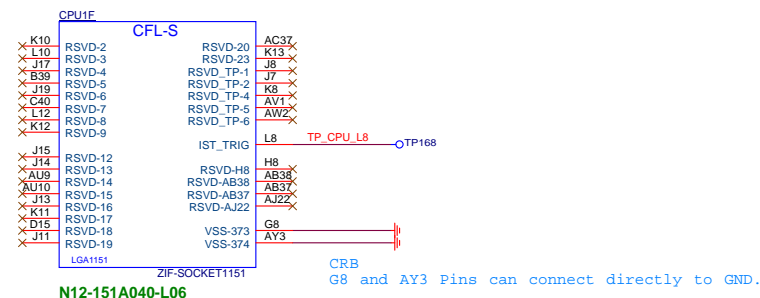 CPU1F
CFL-S
K10 RSVD-2 RSVD-20 AC37
L10 RSVD-3 RSVD-23 K13
J17 RSVD-4 RSVD_TP-1 J8
B39 RSVD-5 RSVD_TP-2 J7
J19 RSVD-6 RSVD_TP-4 K8
C40 RSVD-7 RSVD_TP-5 AV1
L12 RSVD-8 RSVD_TP-6 AW2
K12 RSVD-9
IST_TRIG L8 TP_CPU_L8 TP168
J15 RSVD-12
J14 RSVD-13 RSVD-H8 H8
AU9 RSVD-14 RSVD-AB38 AB38
AU10 RSVD-15 RSVD-AB37 AB37
J13 RSVD-16 RSVD-AJ22 AJ22
K11 RSVD-17
D15 RSVD-18 VSS-373 G8
J11 RSVD-19 VSS-374 AY3
LGA1151
ZIF-SOCKET1151
N12-151A040-L06
CRB
G8 and AY3 Pins can connect directly to GND.